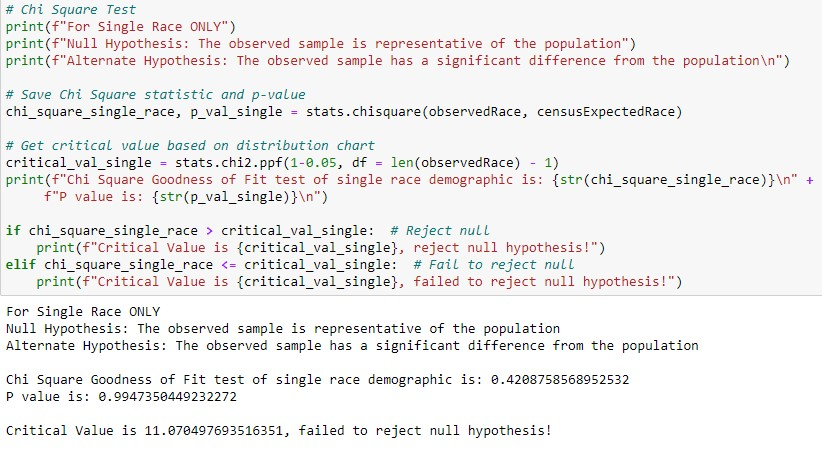 # Chi Square Test
print(f"For Single Race ONLY")
print(f"Null Hypothesis: The observed sample is representative of the population")
print(f"Alternate Hypothesis: The observed sample has a significant difference from the population\n")
# Save Chi Square statistic and p-value
chi_square_single_race, p_val_single = stats.chisquare(observedRace, censusExpectedRace)
# Get critical value based on distribution chart
critical_val_single = stats.chi2.ppf(1-0.05, df = len(observedRace) - 1)
print(f"Chi Square Goodness of Fit test of single race demographic is: {str(chi_square_single_race)}\n" +
f"P value is: {str(p_val_single)}\n")
if chi_square_single_race > critical_val_single: # Reject null
print(f"Critical Value is {critical_val_single}, reject null hypothesis!")
elif chi_square_single_race <= critical_val_single: # Fail to reject null
print(f"Critical Value is {critical_val_single}, failed to reject null hypothesis!")
For Single Race ONLY
Null Hypothesis: The observed sample is representative of the population
Alternate Hypothesis: The observed sample has a significant difference from the population
Chi Square Goodness of Fit test of single race demographic is: 0.4208758568952532
P value is: 0.9947350449232272
Critical Value is 11.070497693516351, failed to reject null hypothesis!